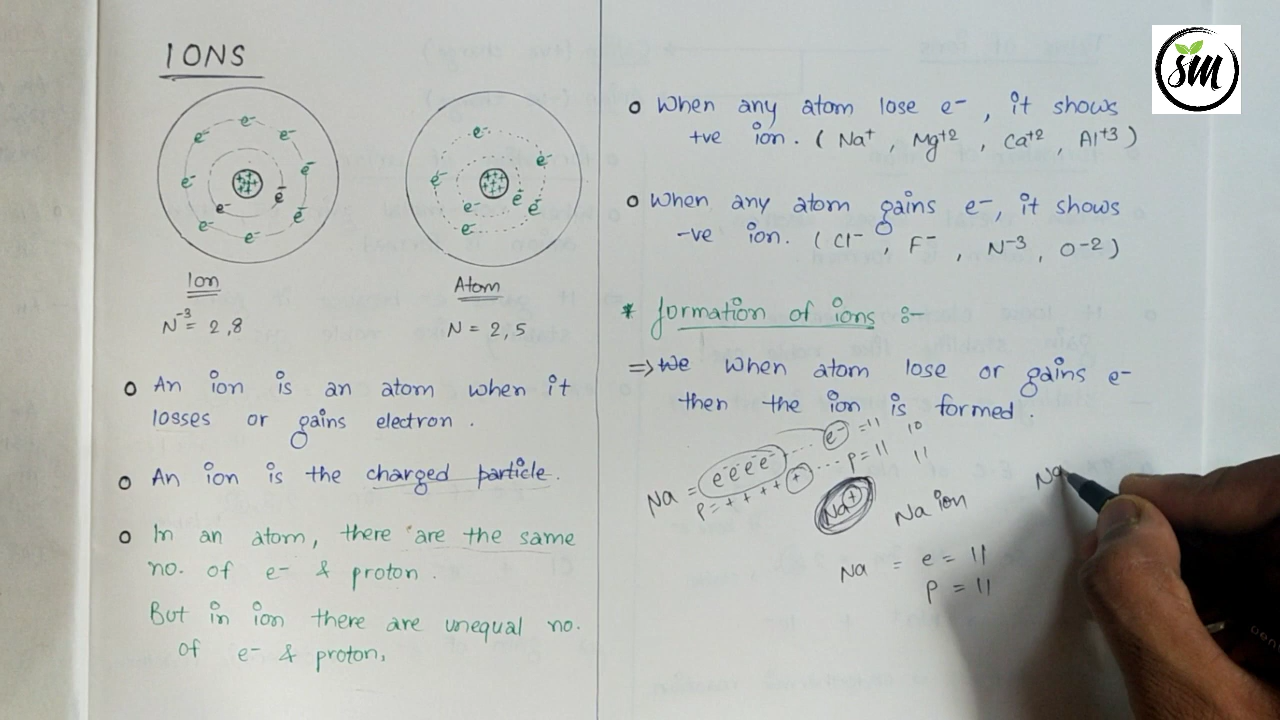 IONS
e- e- e- e- e- e- e- e- e- e-
e- e- e- e- e- e- e-
Ion
N-3 = 2,8
Atom
N = 2,5
An ion is an atom when it
losses or gains electron.
An ion is the charged particle.
In an atom, there are the same
no. of e- & proton.
But in ion there are unequal no.
of e- & proton,
SM
When any atom lose e-, it shows
+ve ion. (Na+, Mg+2, Ca+2, Al+3)
When any atom gains e-, it shows
-ve ion. (Cl-, F-, N-3, O-2)
* formation of ions :-
=> We When atom lose or gains e-
then the ion is formed.
Na = e- e- e- e- .... e- = 11 10
P = + + + + + ... p = 11 11
Na+ Na ion
Na
Na = e = 11
p = 11